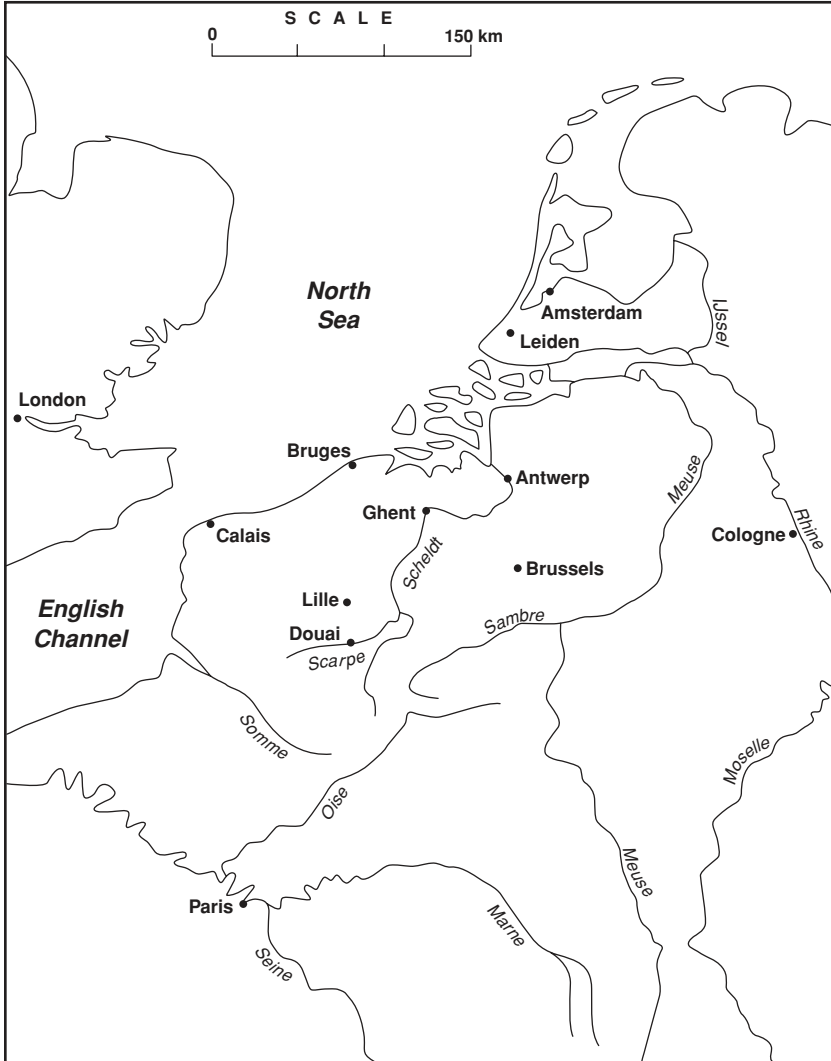 S C A L E
0 150 km
North
Sea
Amsterdam
IJssel
Leiden
London
Bruges
Antwerp
Meuse
Ghent
Calais
Rhine
Cologne
Scheldt
Brussels
English
Channel
Lille
Sambre
Douai
Scarpe
Somme
Moselle
Oise
Meuse
Paris
Marne
Seine